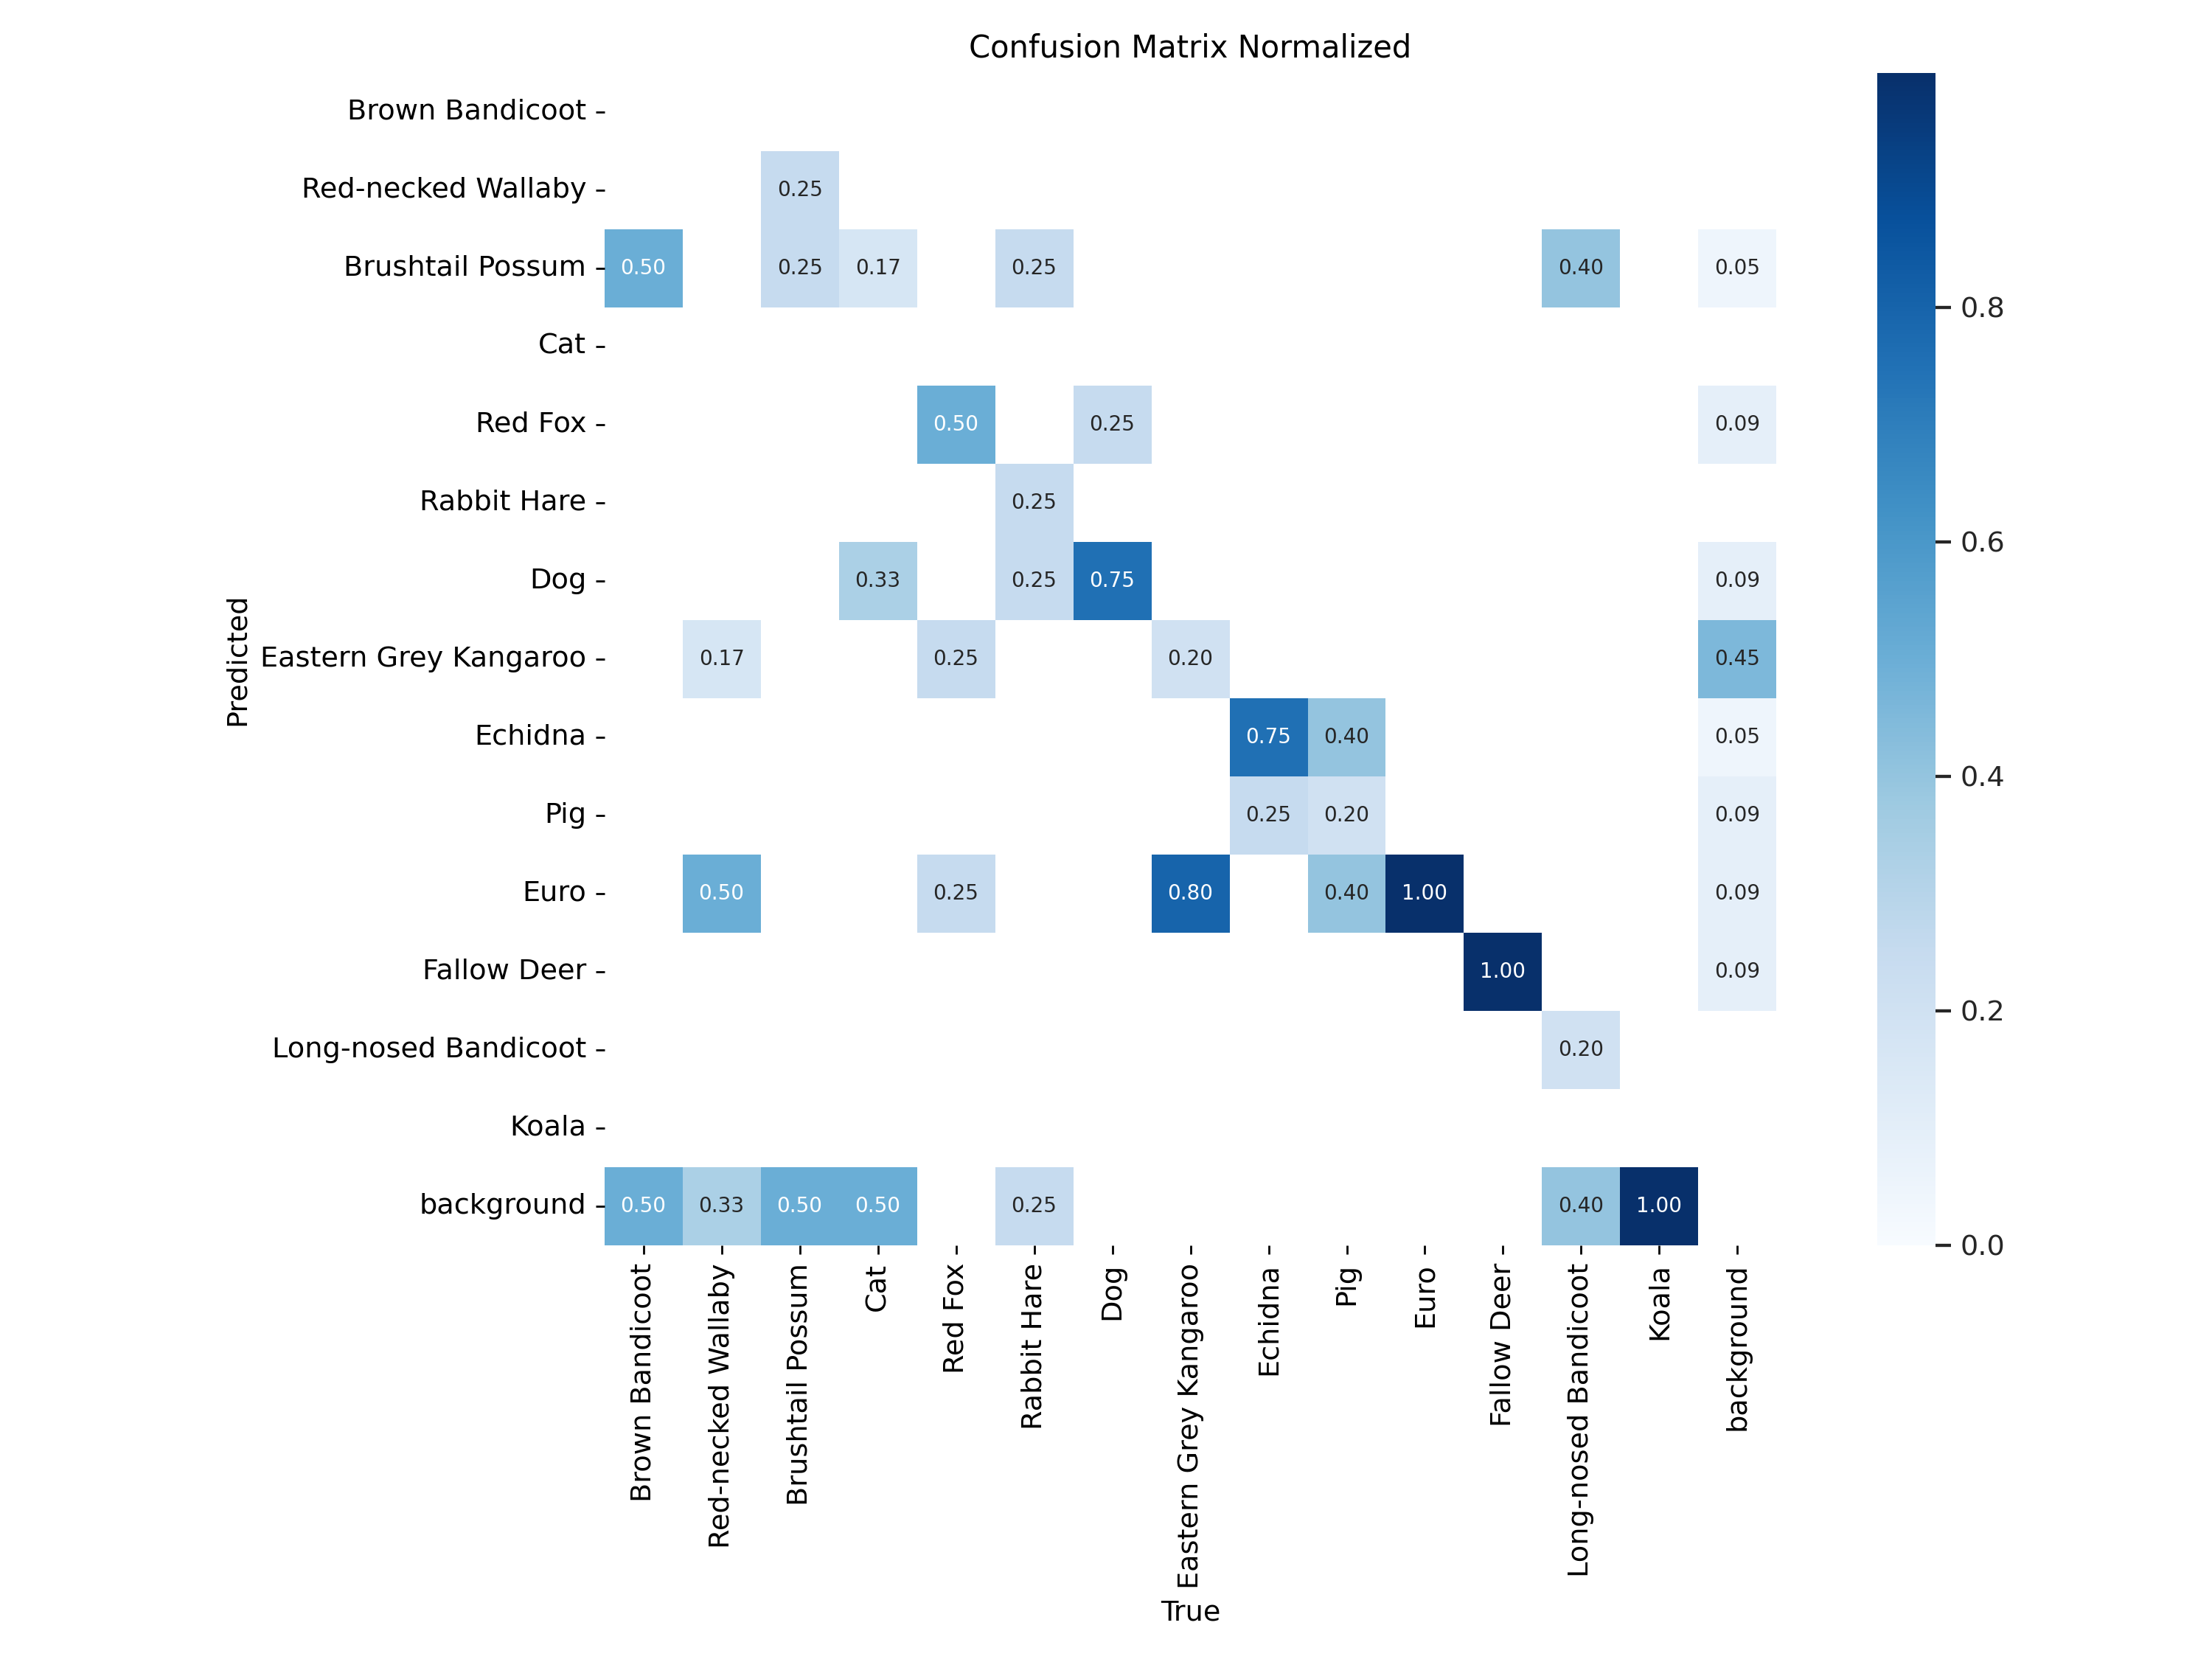 Confusion Matrix Normalized
Predicted
Brown Bandicoot
Red-necked Wallaby 0.25
Brushtail Possum 0.50 0.25 0.17 0.25 0.40 0.05
Cat
Red Fox 0.50 0.25 0.09
Rabbit Hare 0.25
Dog 0.33 0.25 0.75 0.09
Eastern Grey Kangaroo 0.17 0.25 0.20 0.45
Echidna 0.75 0.40 0.05
Pig 0.25 0.20 0.09
Euro 0.50 0.25 0.80 0.40 1.00 0.09
Fallow Deer 1.00 0.09
Long-nosed Bandicoot 0.20
Koala
background 0.50 0.33 0.50 0.50 0.25 0.40 1.00
Brown Bandicoot
Red-necked Wallaby
Brushtail Possum
Cat
Red Fox
Rabbit Hare
Dog
Eastern Grey Kangaroo
Echidna
Pig
Euro
Fallow Deer
Long-nosed Bandicoot
Koala
background
True
0.8
0.6
0.4
0.2
0.0